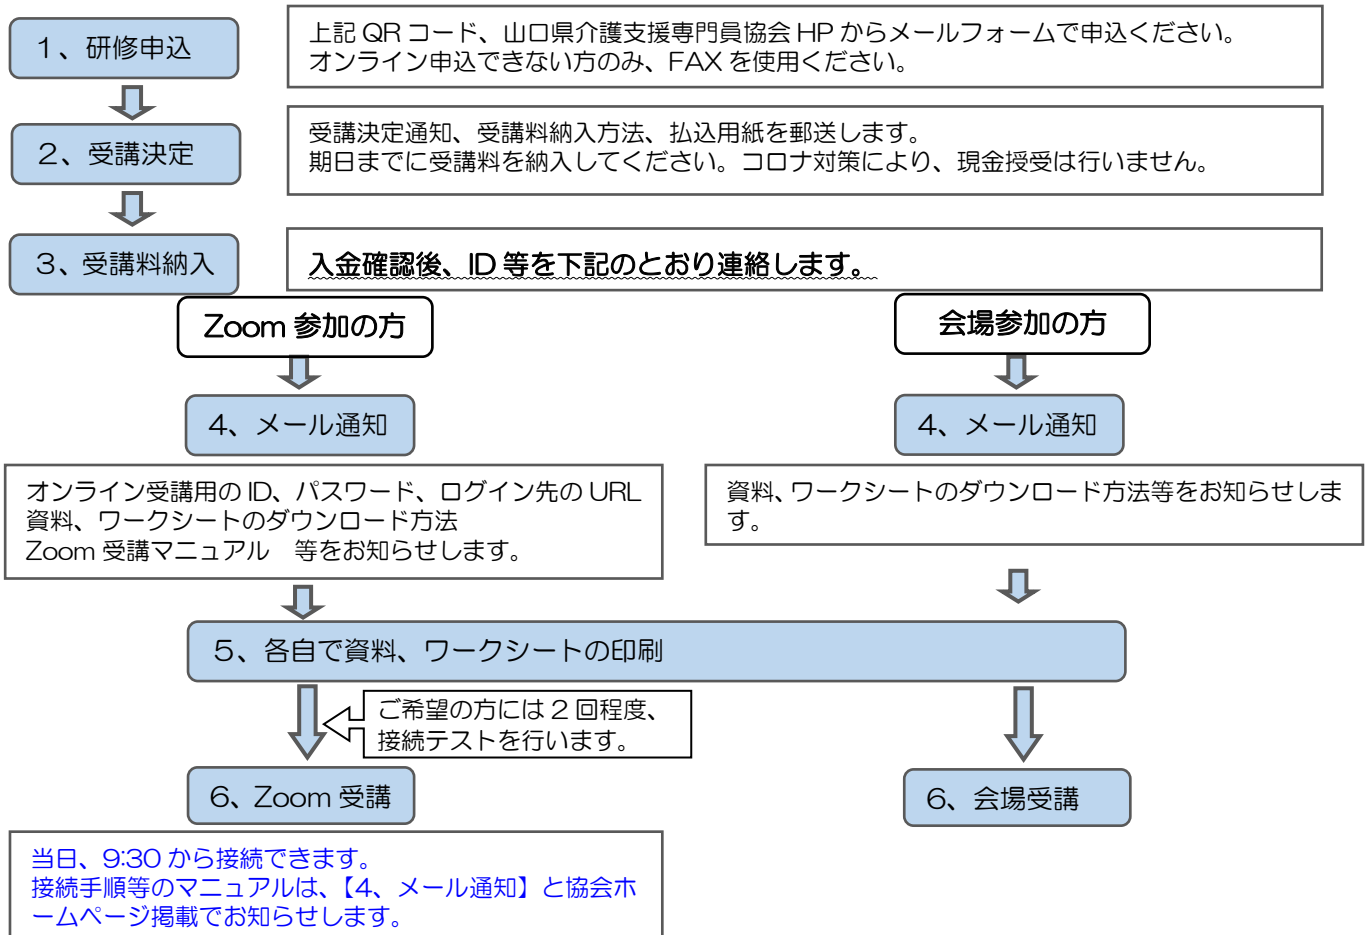 1、研修申込
上記 QR コード、山口県介護支援専門員協会 HP からメールフォームで申込ください。
オンライン申込できない方のみ、FAX を使用ください。
2、受講決定
受講決定通知、受講料納入方法、払込用紙を郵送します。
期日までに受講料を納入してください。コロナ対策により、現金授受は行いません。
3、受講料納入
入金確認後、ID 等を下記のとおり連絡します。
Zoom 参加の方
会場参加の方
4、メール通知
4、メール通知
オンライン受講用の ID、パスワード、ログイン先の URL
資料、ワークシートのダウンロード方法
Zoom 受講マニュアル　等をお知らせします。
資料、ワークシートのダウンロード方法等をお知らせしま
す。
5、各自で資料、ワークシートの印刷
ご希望の方には 2 回程度、
接続テストを行います。
6、Zoom 受講
6、会場受講
当日、9:30 から接続できます。
接続手順等のマニュアルは、【4、メール通知】と協会ホ
ームページ掲載でお知らせします。